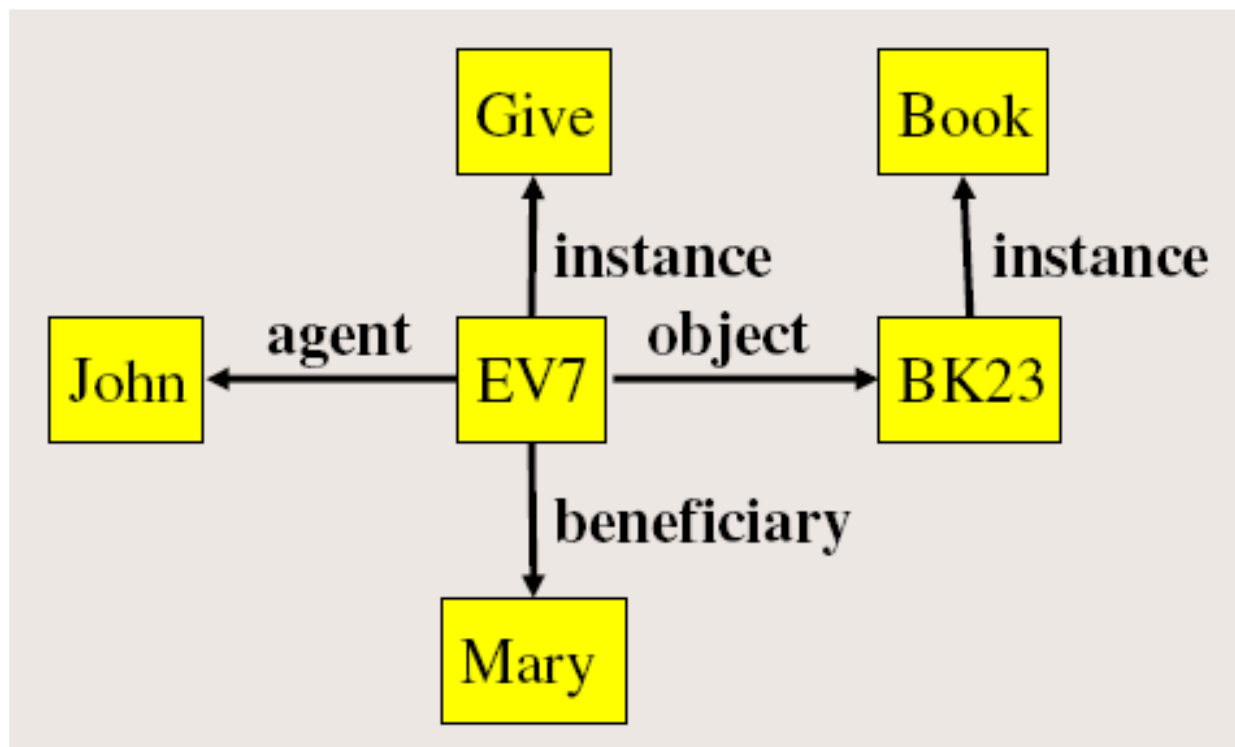 Give
Book
instance
instance
agent
object
John
EV7
BK23
beneficiary
Mary